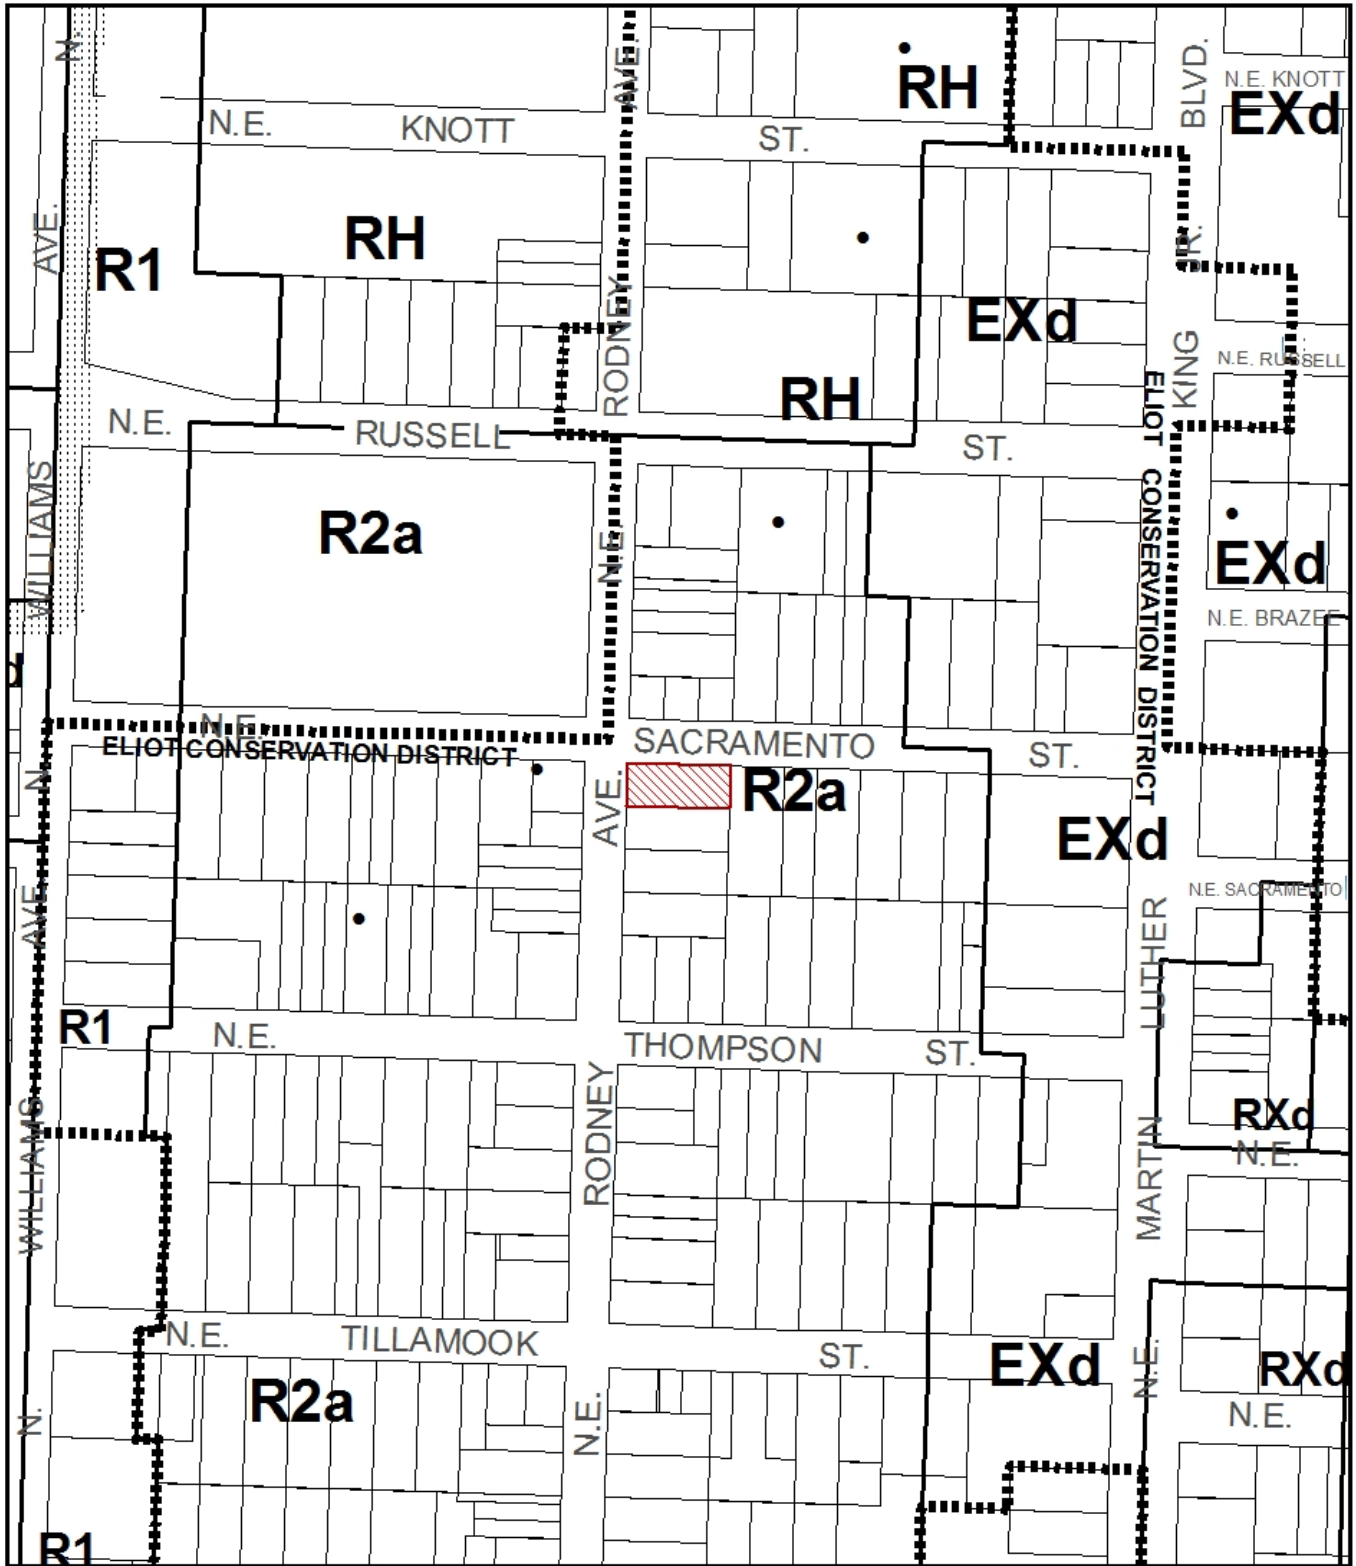 N.
AVE.
RH
BLVD.
N.E. KNOTT
EXd
N.E. KNOTT ST.
AVE.
R1
RH
JR.
EXd
RODNEY
KING
N.E. RUSSELL
RH
N.E. RUSSELL ST.
ELIOT CONSERVATION DISTRICT
WILLIAMS
R2a
N.E.
EXd
N.E. BRAZEE
d
N.E. SACRAMENTO ST.
ELIOT CONSERVATION DISTRICT
N.
AVE.
R2a
EXd
N.E. SACRAMENTO
AVE.
LUTHER
R1
N.E. THOMPSON ST.
RODNEY
RXd
N.E.
WILLIAMS
MARTIN
N.E. TILLAMOOK ST.
EXd
N.E.
RXd
R2a
N.
N.E.
N.E.
R1